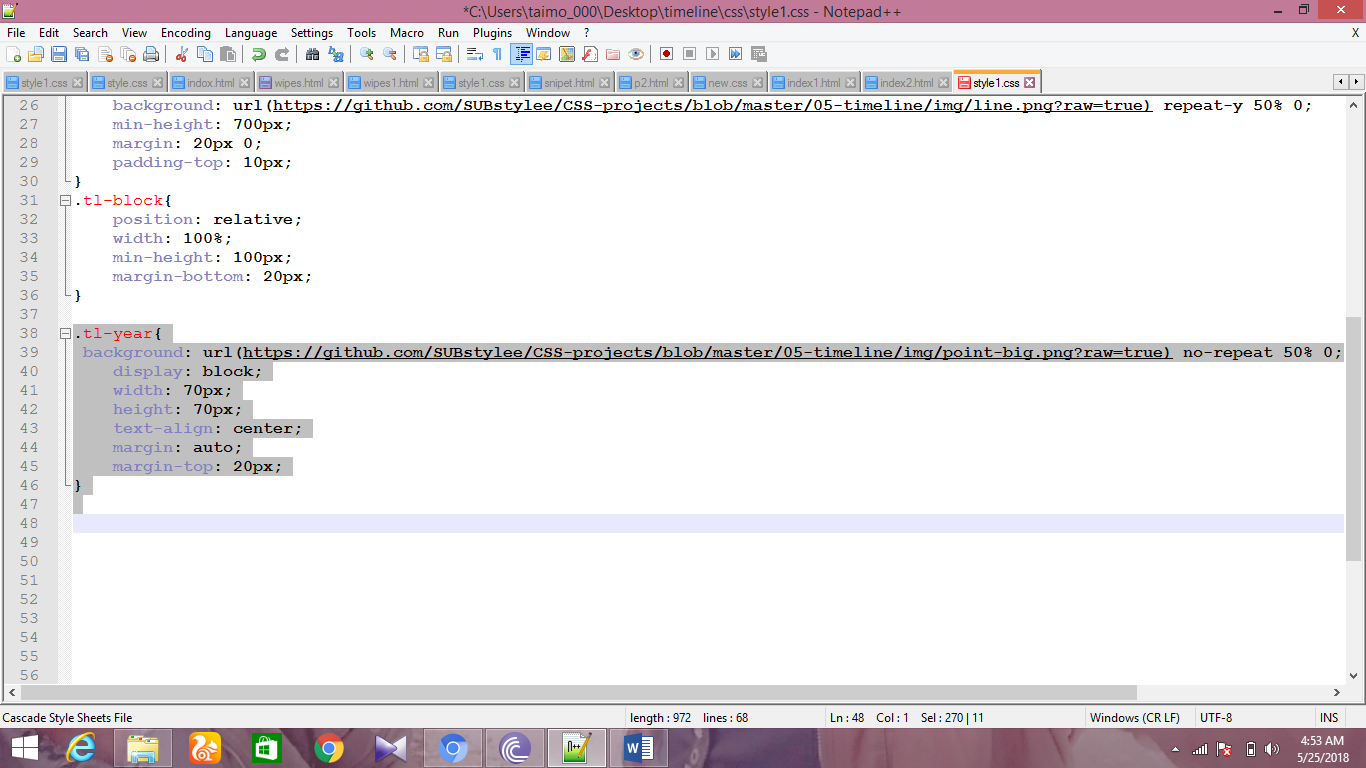 *C:\Users\taimo_000\Desktop\timeline\css\style1.css - Notepad++
File Edit Search View Encoding Language Settings Tools Macro Run Plugins Window ? X
style1.css style.css indox.html wipes.html wipes1.html style1.css snipet.html p2.html new.css index1.html index2.html style1.css
26 background: url(https://github.com/SUBstylee/CSS-projects/blob/master/05-timeline/img/line.png?raw=true) repeat-y 50% 0;
27 min-height: 700px;
28 margin: 20px 0;
29 padding-top: 10px;
30 }
31 .tl-block{
32 position: relative;
33 width: 100%;
34 min-height: 100px;
35 margin-bottom: 20px;
36 }
37
38 .tl-year{
39 background: url(https://github.com/SUBstylee/CSS-projects/blob/master/05-timeline/img/point-big.png?raw=true) no-repeat 50% 0;
40 display: block;
41 width: 70px;
42 height: 70px;
43 text-align: center;
44 margin: auto;
45 margin-top: 20px;
46 }
47
48
49
50
51
52
53
54
55
56
Cascade Style Sheets File length : 972 lines : 68 Ln : 48 Col : 1 Sel : 270 | 11 Windows (CR LF) UTF-8 INS
4:53 AM
5/25/2018